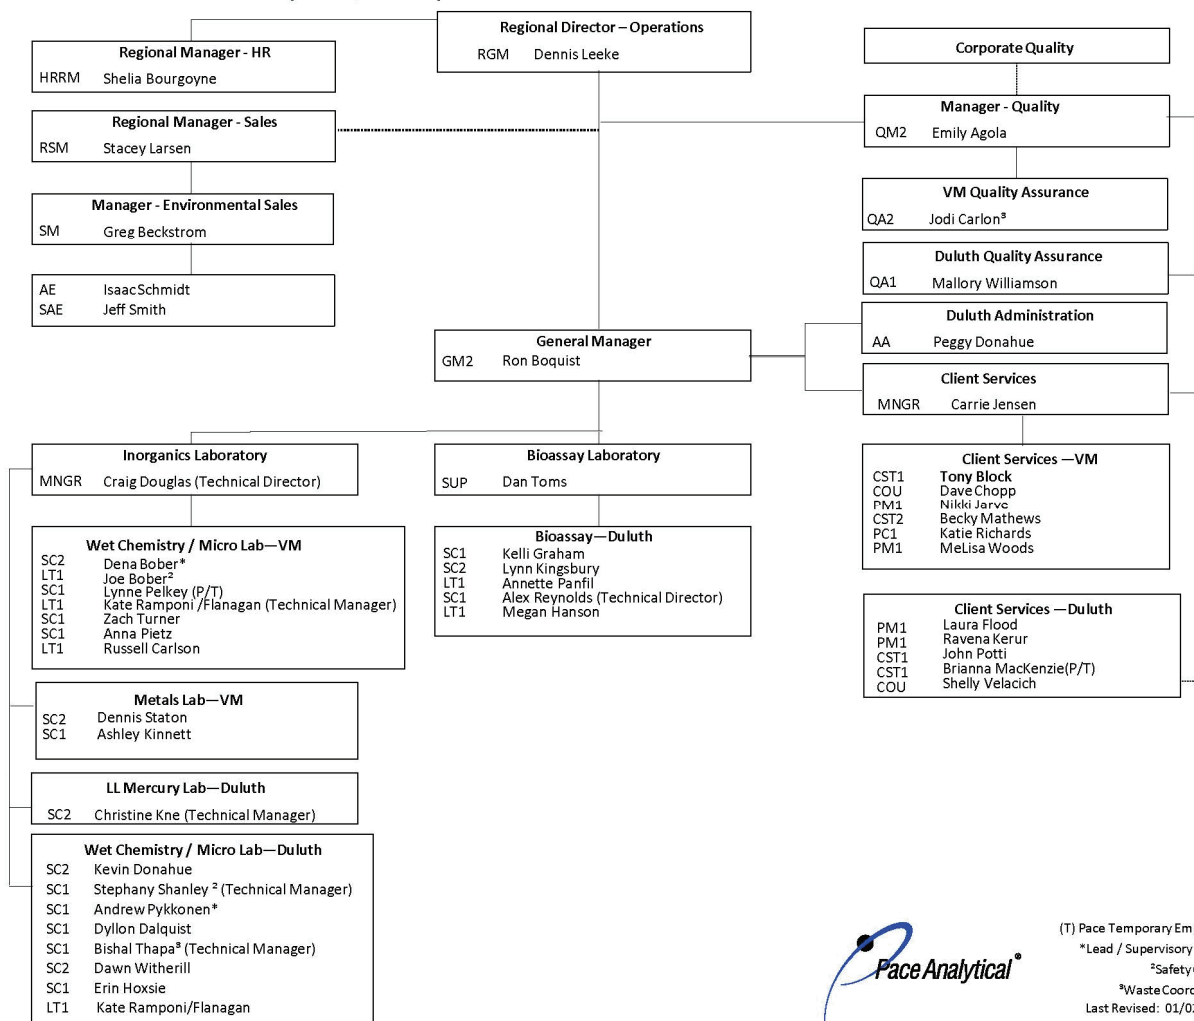 Regional Director – Operations
RGM Dennis Leeke
Regional Manager - HR
HRRM Shelia Bourgoyne
Regional Manager - Sales
RSM Stacey Larsen
Manager - Environmental Sales
SM Greg Beckstrom
AE Isaac Schmidt
SAE Jeff Smith
Corporate Quality
Manager - Quality
QM2 Emily Agola
VM Quality Assurance
QA2 Jodi Carlon³
Duluth Quality Assurance
QA1 Mallory Williamson
Duluth Administration
AA Peggy Donahue
General Manager
GM2 Ron Boquist
Client Services
MNGR Carrie Jensen
Inorganics Laboratory
MNGR Craig Douglas (Technical Director)
Bioassay Laboratory
SUP Dan Toms
Client Services —VM
CST1 Tony Block
COU Dave Chopp
PM1 Nikki Jarve
CST2 Becky Mathews
PC1 Katie Richards
PM1 MeLisa Woods
Wet Chemistry / Micro Lab—VM
SC2 Dena Bober*
LT1 Joe Bober²
SC1 Lynne Pelkey (P/T)
LT1 Kate Ramponi /Flanagan (Technical Manager)
SC1 Zach Turner
SC1 Anna Pietz
LT1 Russell Carlson
Bioassay—Duluth
SC1 Kelli Graham
SC2 Lynn Kingsbury
LT1 Annette Panfil
SC1 Alex Reynolds (Technical Director)
LT1 Megan Hanson
Client Services —Duluth
PM1 Laura Flood
PM1 Ravena Kerur
CST1 John Potti
CST1 Brianna MacKenzie(P/T)
COU Shelly Velacich
Metals Lab—VM
SC2 Dennis Staton
SC1 Ashley Kinnett
LL Mercury Lab—Duluth
SC2 Christine Kne (Technical Manager)
Wet Chemistry / Micro Lab—Duluth
SC2 Kevin Donahue
SC1 Stephany Shanley ² (Technical Manager)
SC1 Andrew Pykkonen*
SC1 Dyllon Dalquist
SC1 Bishal Thapa³ (Technical Manager)
SC2 Dawn Witherill
SC1 Erin Hoxsie
LT1 Kate Ramponi/Flanagan
Pace Analytical®
(T) Pace Temporary Em
*Lead / Supervisory
²Safety
³Waste Coord
Last Revised: 01/0